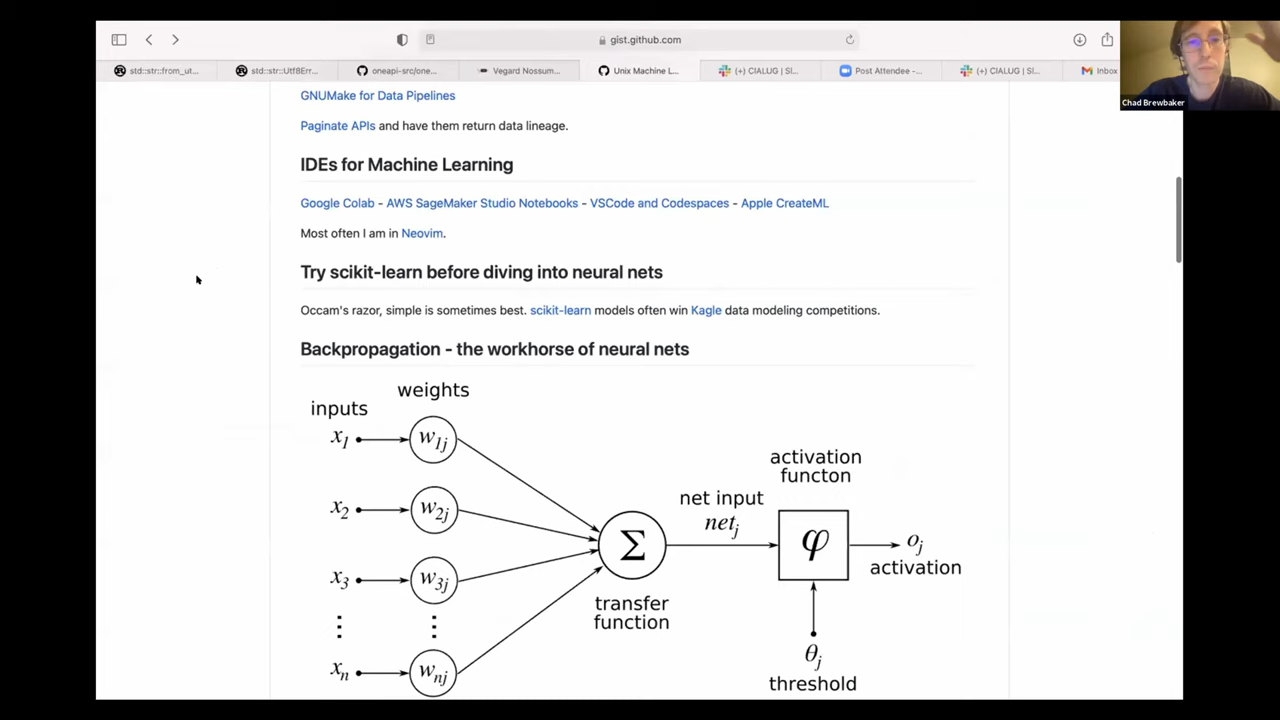 gist.github.com
std::str::from_ut...
std::str::Utf8Err...
oneapi-src/one...
Vegard Nossum...
Unix Machine L...
(+) CIALUG | Sl...
Post Attendee -...
(+) CIALUG | Sl...
Inbox
Chad Brewbaker
GNUMake for Data Pipelines
Paginate APIs and have them return data lineage.
IDEs for Machine Learning
Google Colab - AWS SageMaker Studio Notebooks - VSCode and Codespaces - Apple CreateML
Most often I am in Neovim.
Try scikit-learn before diving into neural nets
Occam's razor, simple is sometimes best. scikit-learn models often win Kagle data modeling competitions.
Backpropagation - the workhorse of neural nets
weights
inputs
x1
w1j
x2
w2j
x3
w3j
⋮ ⋮
xn
wnj
Σ
transfer
function
net input
netj
activation
functon
φ
oj
activation
θj
threshold